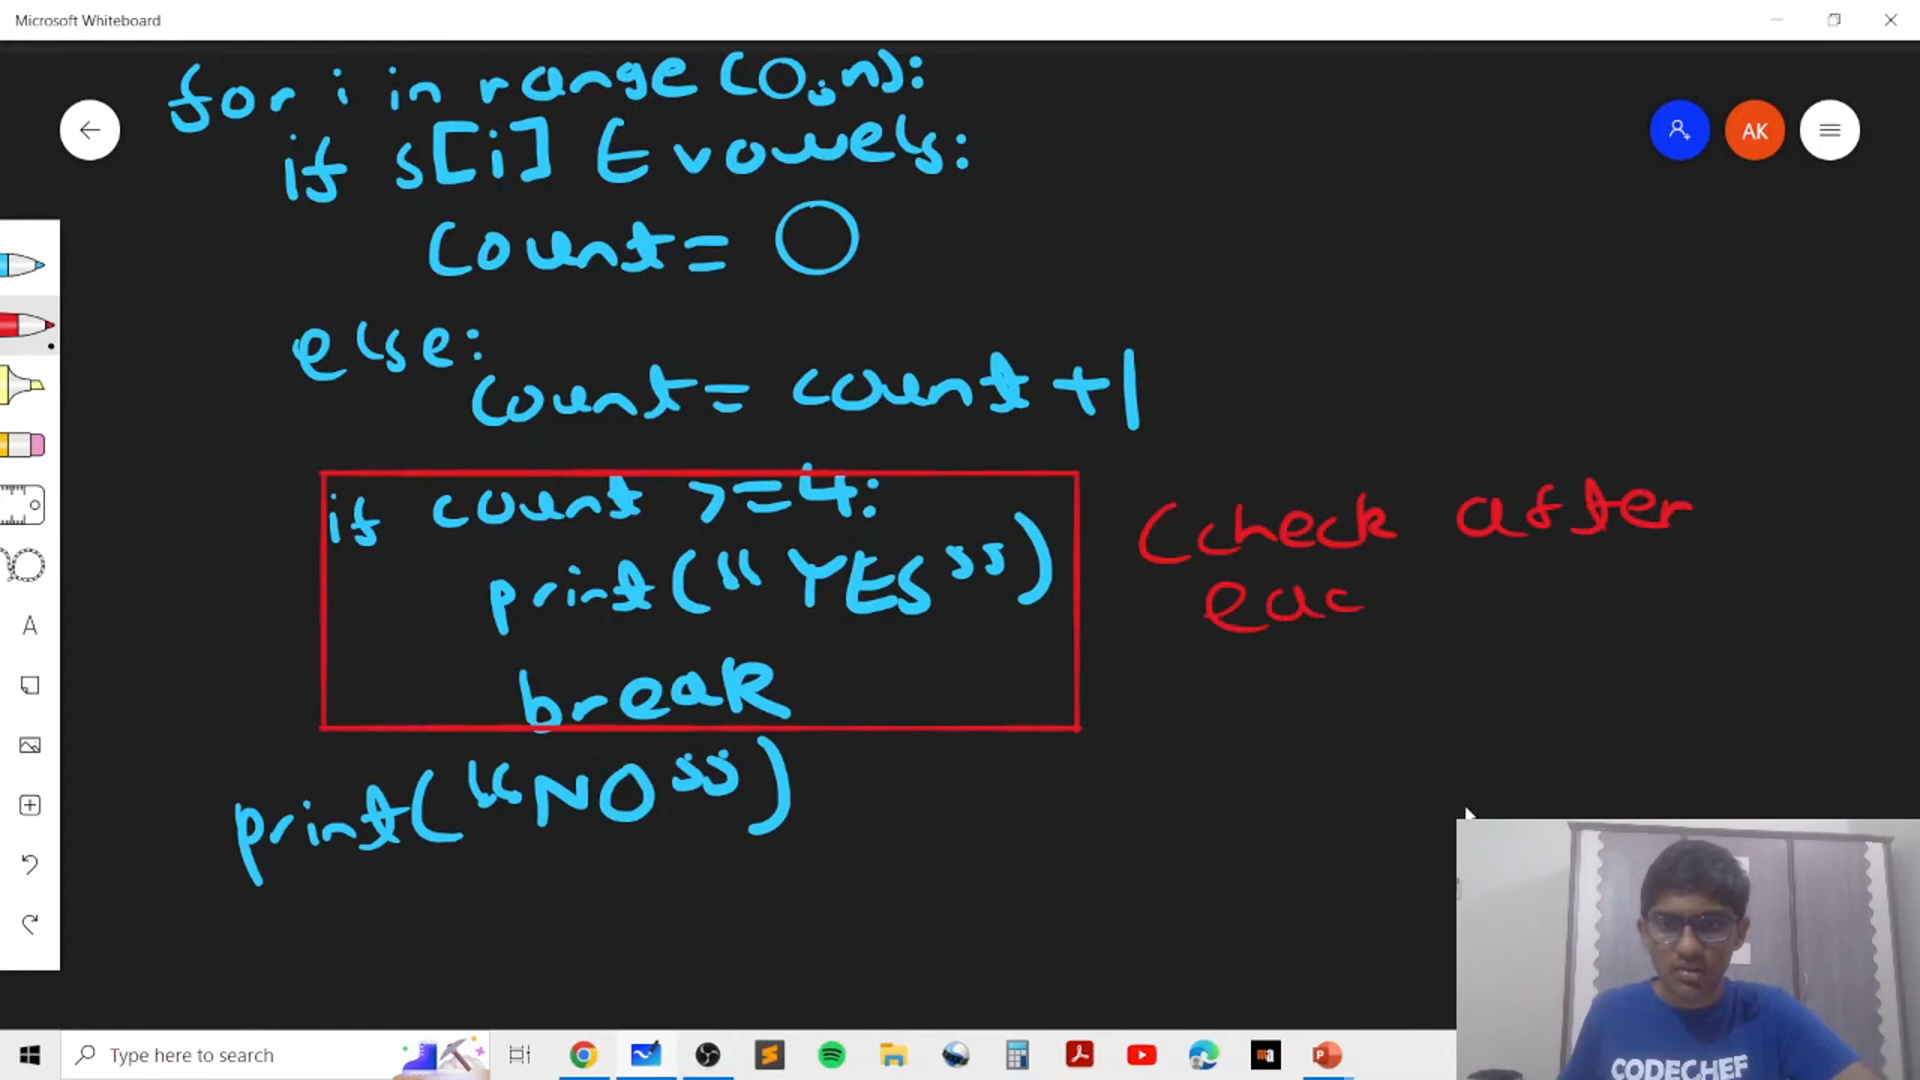 Microsoft Whiteboard
for i in range (0,n):
if s[i] E vowels:
AK
count= 0
else:
count= count +1
if count >=4:
print("YES")
break
(check after
eac
A
print("NO")
Type here to search
ma
P
CODECHEF